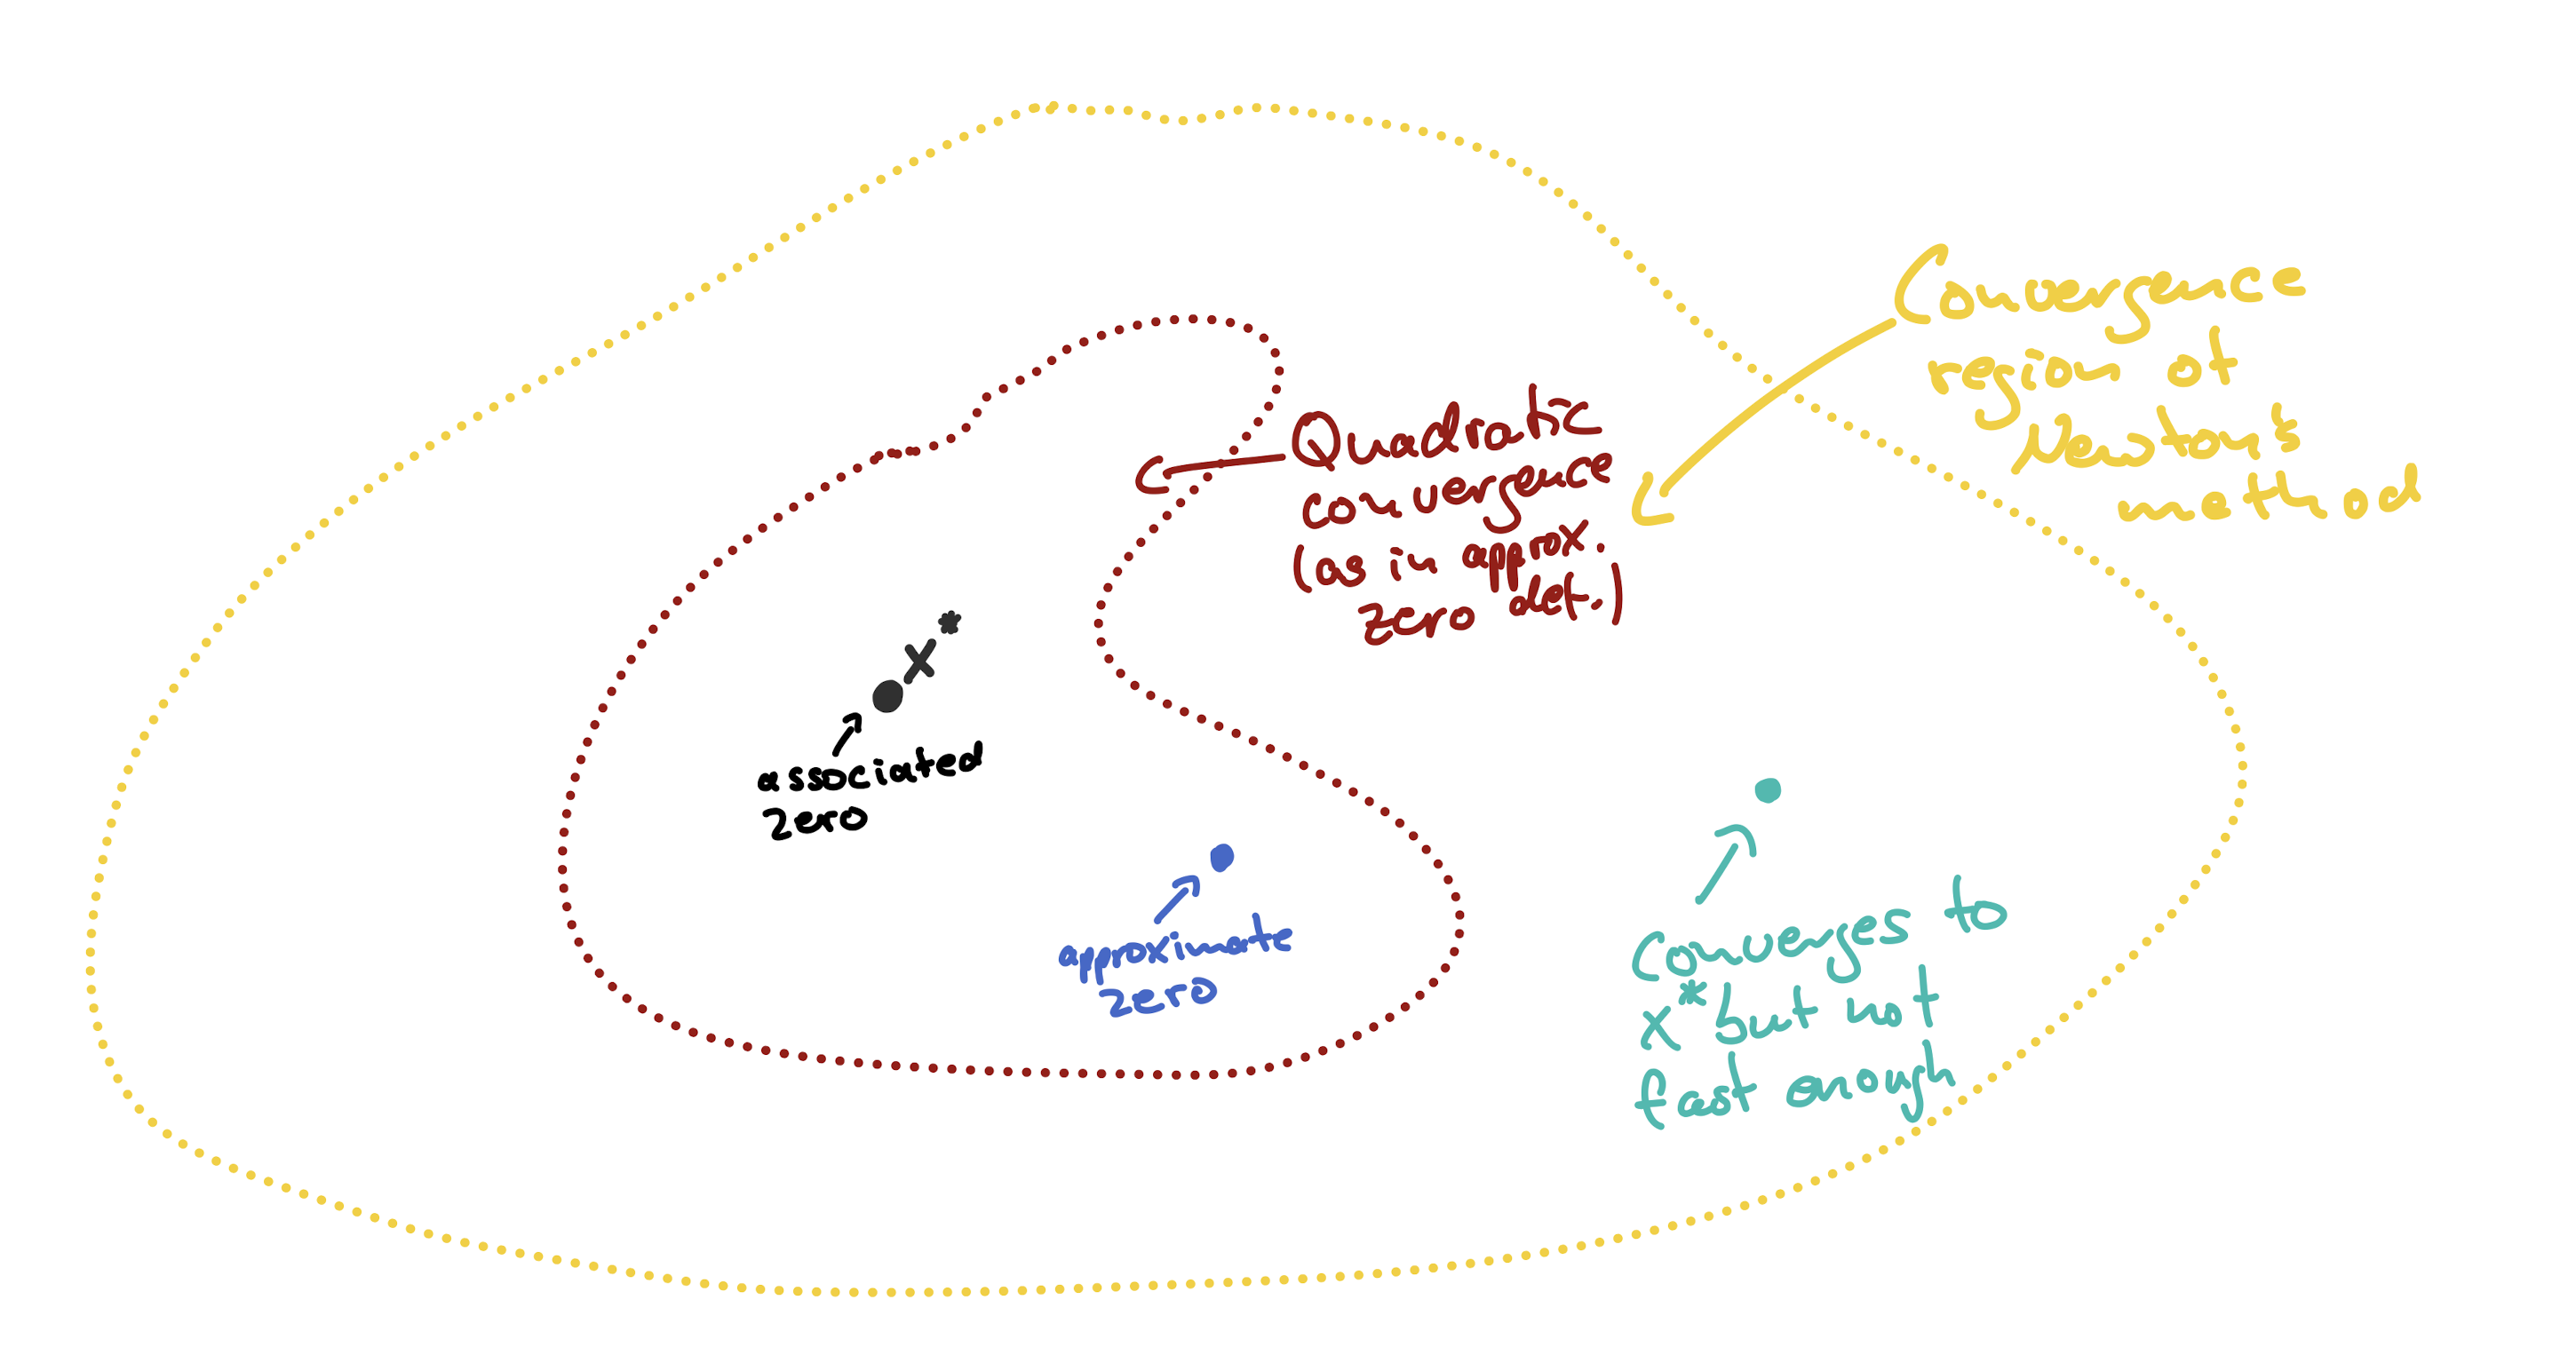 Convergence
region of
Newton's
method
Quadratic
convergence
(as in approx.
zero def.)
x*
associated
zero
approximate
zero
Converges to
x* but not
fast enough